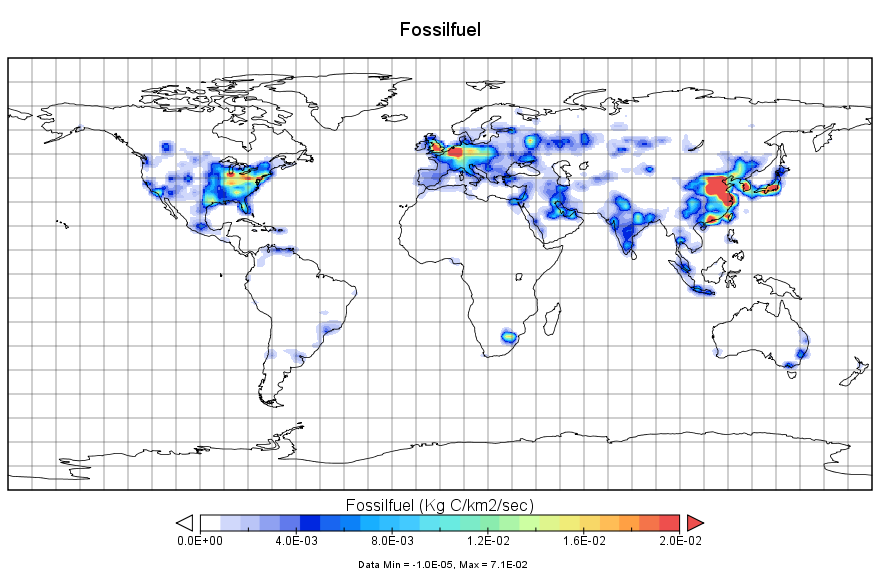 Fossilfuel
Fossilfuel (Kg C/km2/sec)
0.0E+00 4.0E-03 8.0E-03 1.2E-02 1.6E-02 2.0E-02
Data Min = -1.0E-05, Max = 7.1E-02